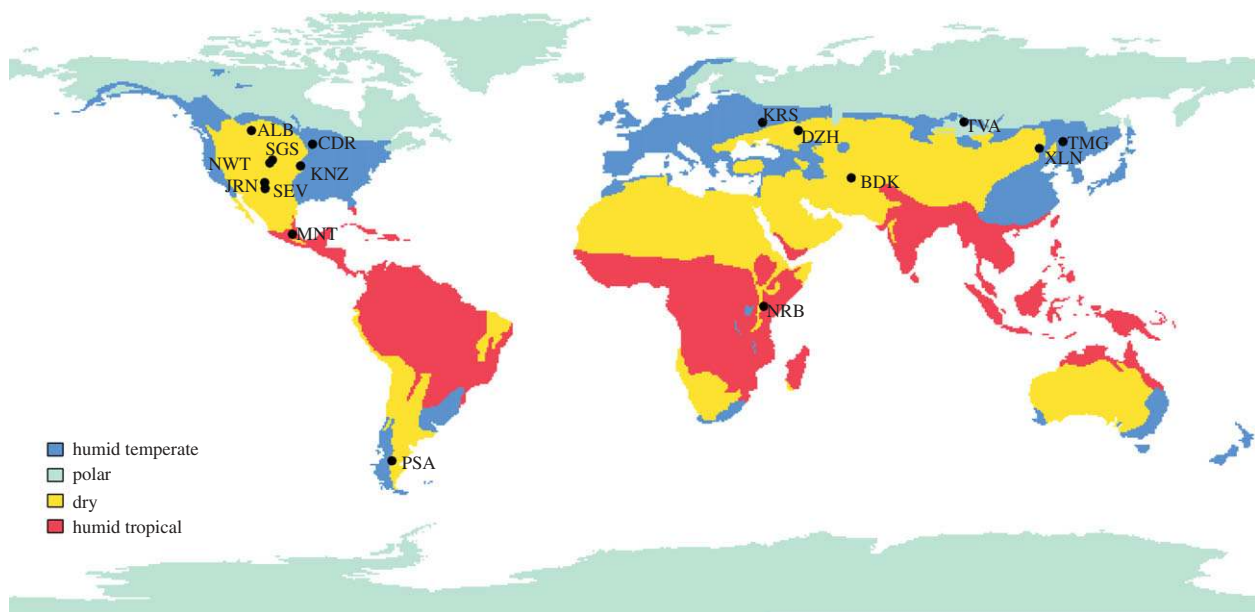 KRS
ALB
TVA
DZH
CDR
TMG
SGS
XLN
NWT
KNZ
BDK
JRN
SEV
MNT
NRB
humid temperate
PSA
polar
dry
humid tropical